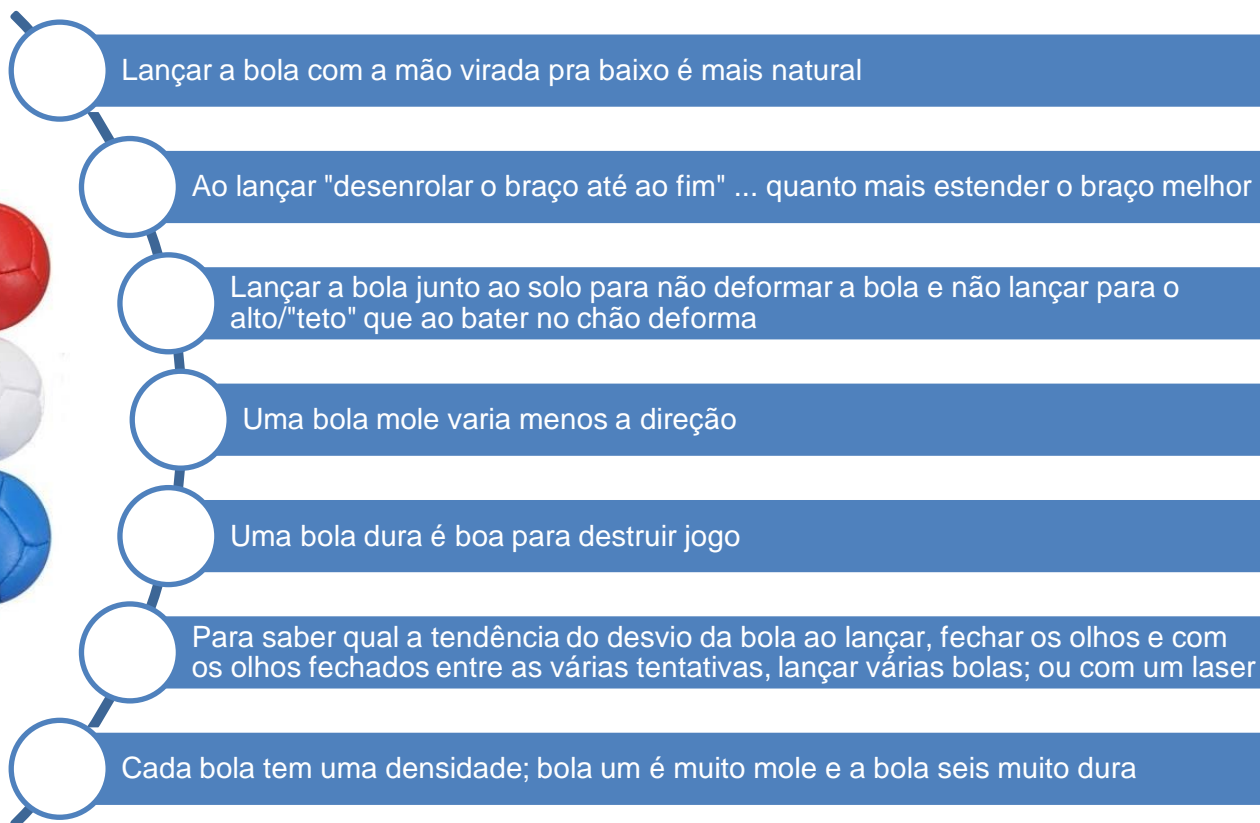 Lançar a bola com a mão virada pra baixo é mais natural
Ao lançar "desenrolar o braço até ao fim" ... quanto mais estender o braço melhor
Lançar a bola junto ao solo para não deformar a bola e não lançar para o
alto/"teto" que ao bater no chão deforma
Uma bola mole varia menos a direção
Uma bola dura é boa para destruir jogo
Para saber qual a tendência do desvio da bola ao lançar, fechar os olhos e com
os olhos fechados entre as várias tentativas, lançar várias bolas; ou com um laser
Cada bola tem uma densidade; bola um é muito mole e a bola seis muito dura